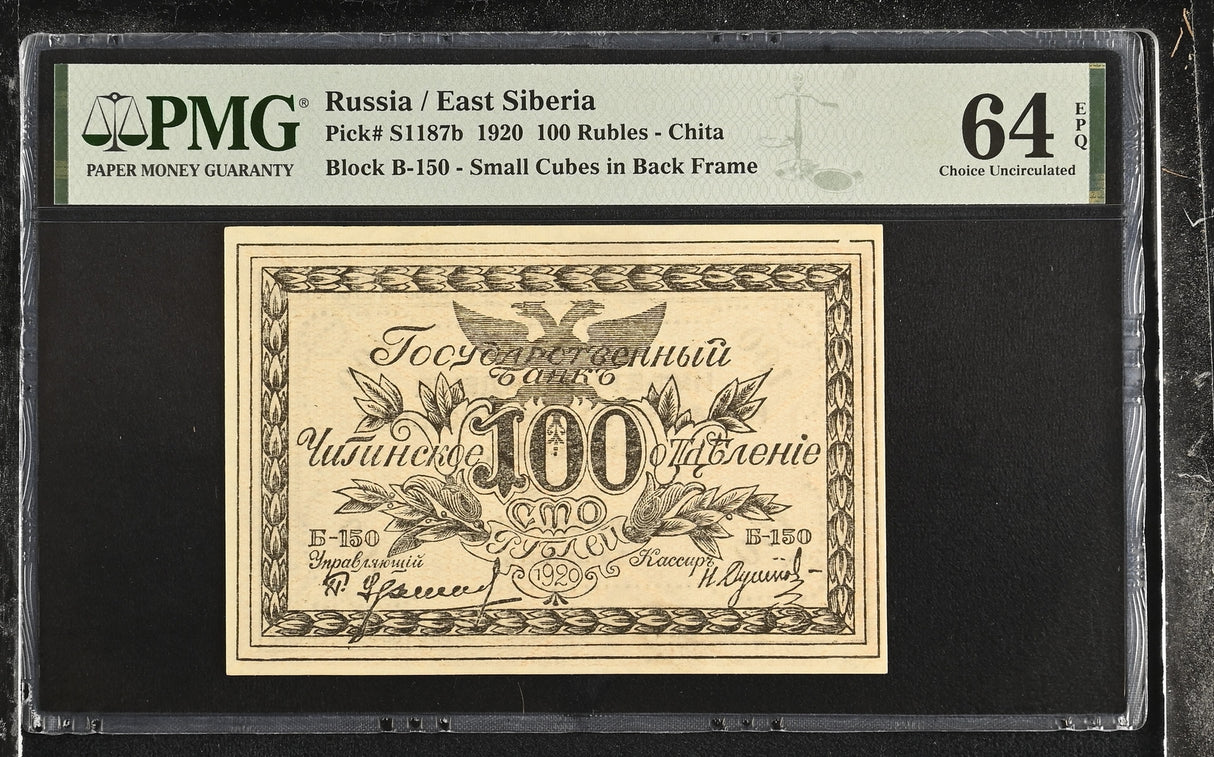 PMG®
PAPER MONEY GUARANTY
Russia / East Siberia
Pick# S1187b 1920 100 Rubles - Chita
Block B-150 - Small Cubes in Back Frame
64 EPQ
Choice Uncirculated
Государственный
банкъ
Читинское 100 отдѣленіе
сто
рублей
Б-150 Б-150
Управляющій Кассиръ
1920